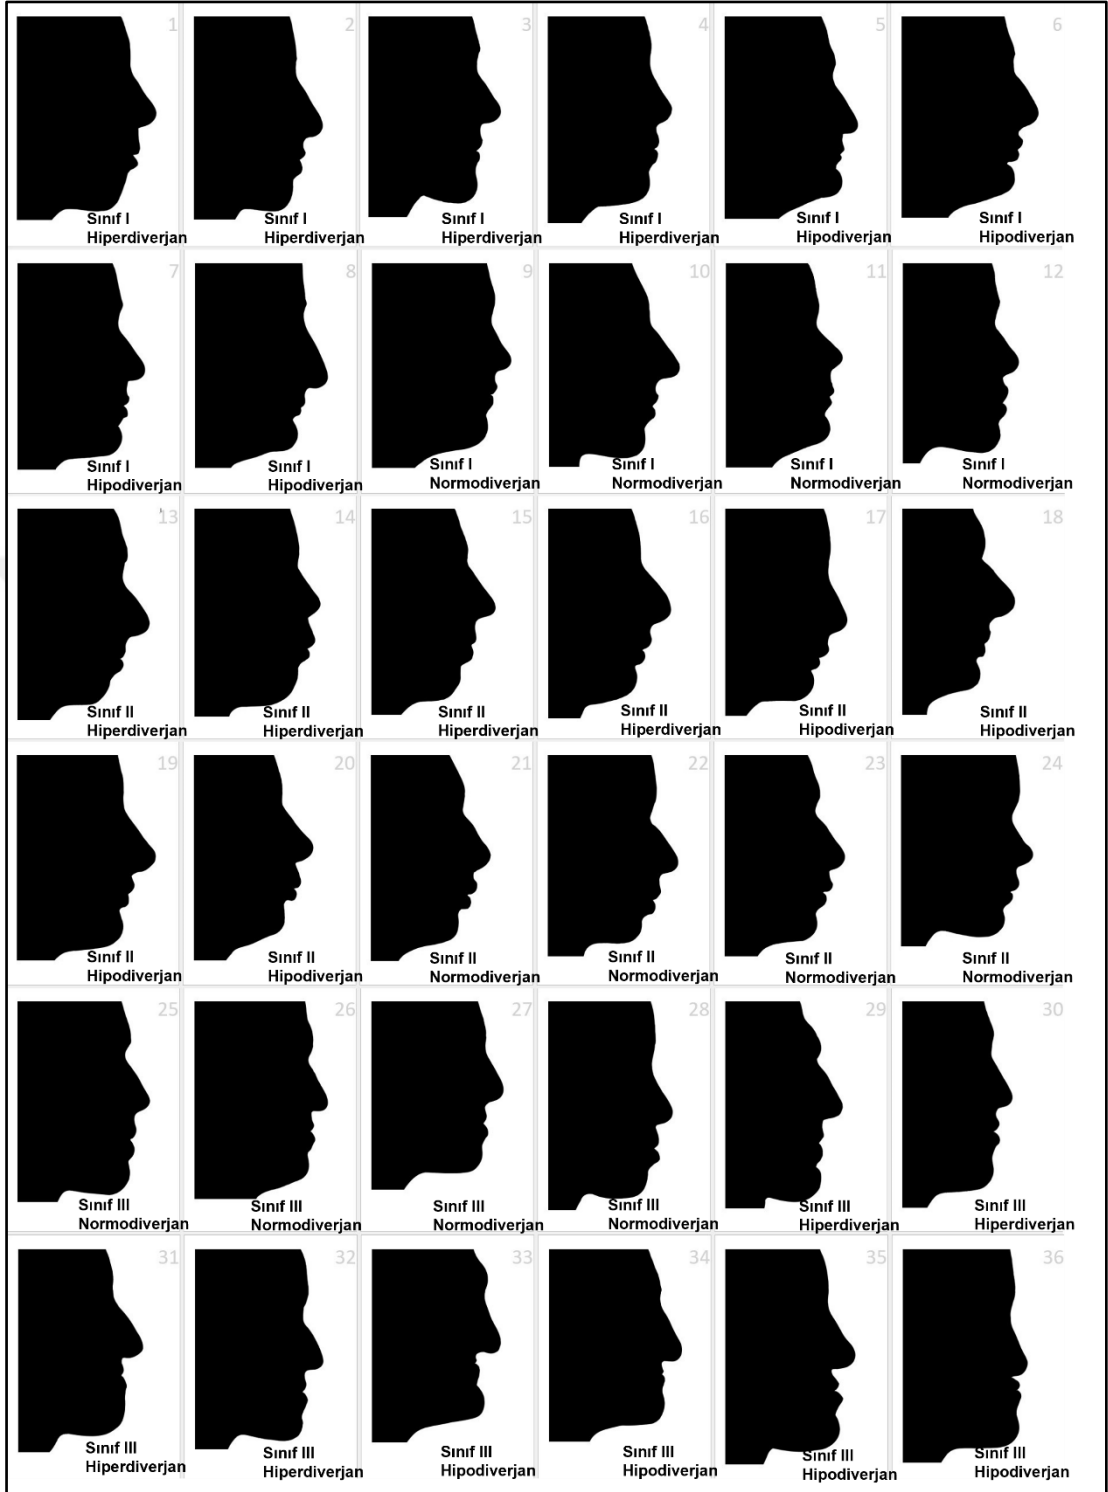 1
Sınıf I
Hiperdiverjan
2
Sınıf I
Hiperdiverjan
3
Sınıf I
Hiperdiverjan
4
Sınıf I
Hiperdiverjan
5
Sınıf I
Hipodiverjan
6
Sınıf I
Hipodiverjan
7
Sınıf I
Hipodiverjan
8
Sınıf I
Hipodiverjan
9
Sınıf I
Normodiverjan
10
Sınıf I
Normodiverjan
11
Sınıf I
Normodiverjan
12
Sınıf I
Normodiverjan
13
Sınıf II
Hiperdiverjan
14
Sınıf II
Hiperdiverjan
15
Sınıf II
Hiperdiverjan
16
Sınıf II
Hiperdiverjan
17
Sınıf II
Hipodiverjan
18
Sınıf II
Hipodiverjan
19
Sınıf II
Hipodiverjan
20
Sınıf II
Hipodiverjan
21
Sınıf II
Normodiverjan
22
Sınıf II
Normodiverjan
23
Sınıf II
Normodiverjan
24
Sınıf II
Normodiverjan
25
Sınıf III
Normodiverjan
26
Sınıf III
Normodiverjan
27
Sınıf III
Normodiverjan
28
Sınıf III
Normodiverjan
29
Sınıf III
Hiperdiverjan
30
Sınıf III
Hiperdiverjan
31
Sınıf III
Hiperdiverjan
32
Sınıf III
Hiperdiverjan
33
Sınıf III
Hipodiverjan
34
Sınıf III
Hipodiverjan
35
Sınıf III
Hipodiverjan
36
Sınıf III
Hipodiverjan